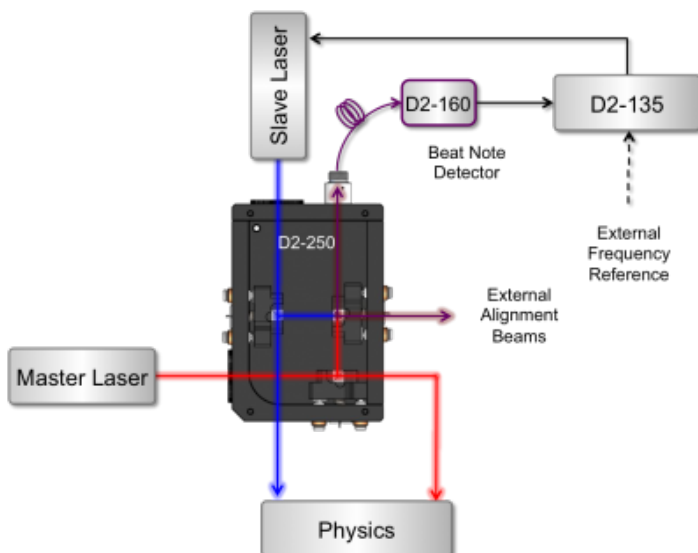 Slave Laser
D2-160
D2-135
Beat Note
Detector
D2-250
External
Frequency
Reference
External
Alignment
Beams
Master Laser
Physics